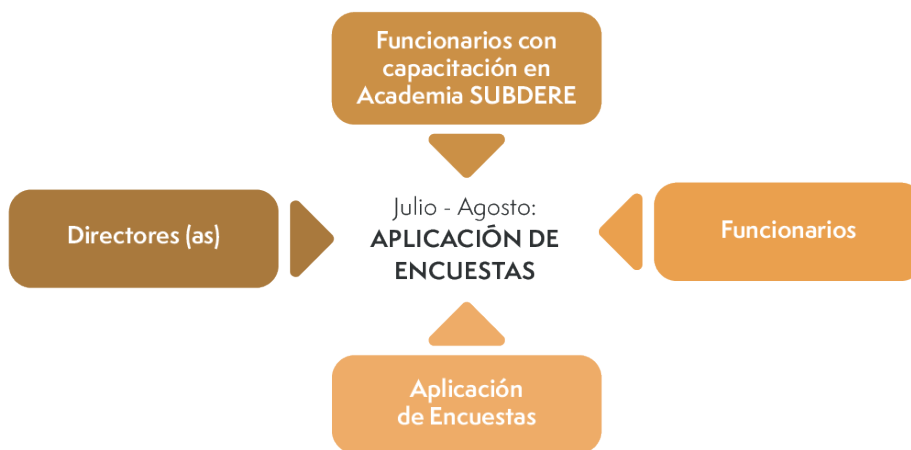 Funcionarios con
capacitación en
Academia SUBDERE
Directores (as)
Julio - Agosto:
APLICACIÓN DE
ENCUESTAS
Funcionarios
Aplicación
de Encuestas